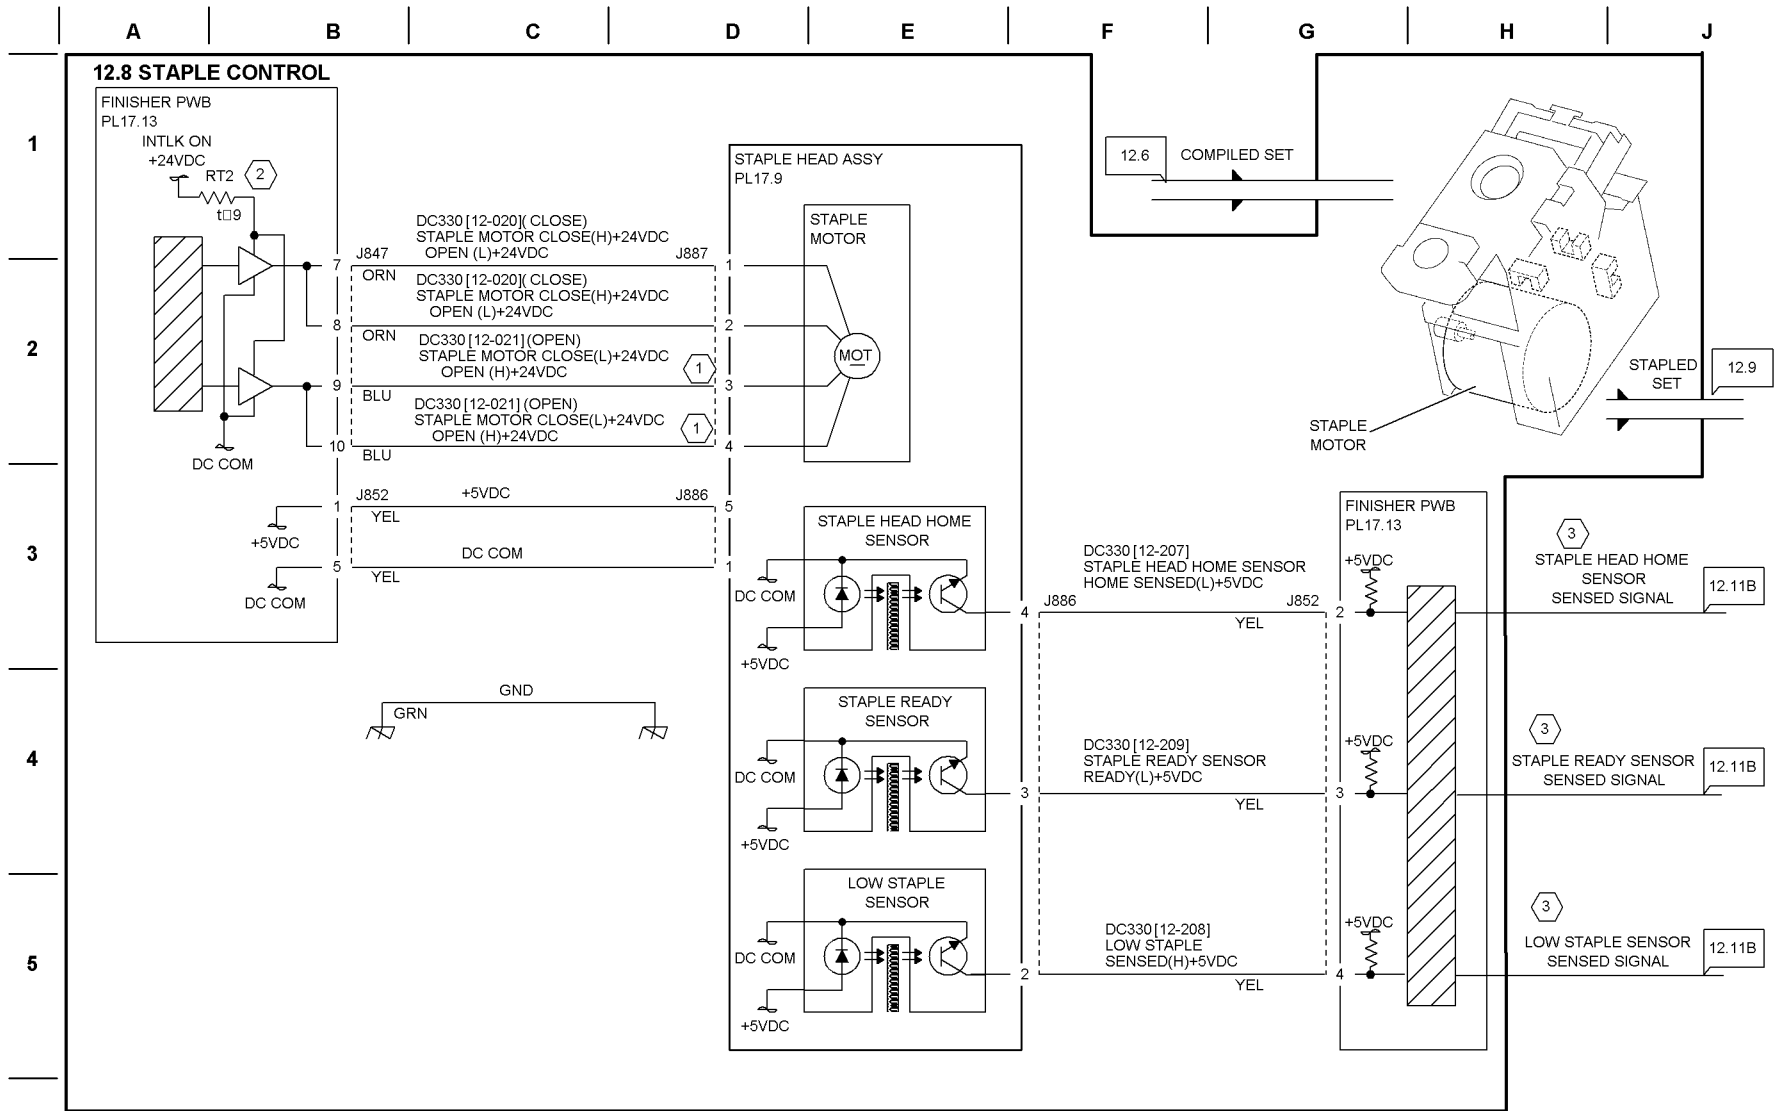 A B C D E F G H J
12.8 STAPLE CONTROL
1
2
3
4
5
FINISHER PWB
PL17.13
INTLK ON
+24VDC
RT2
2
t□9
DC COM
+5VDC
DC COM
J847
7
ORN
8
ORN
9
BLU
10
BLU
J852
1
YEL
5
YEL
DC330 [12-020]( CLOSE)
STAPLE MOTOR CLOSE(H)+24VDC
OPEN (L)+24VDC
DC330 [12-020]( CLOSE)
STAPLE MOTOR CLOSE(H)+24VDC
OPEN (L)+24VDC
DC330 [12-021] (OPEN)
STAPLE MOTOR CLOSE(L)+24VDC
OPEN (H)+24VDC
1
DC330 [12-021] (OPEN)
STAPLE MOTOR CLOSE(L)+24VDC
OPEN (H)+24VDC
1
+5VDC
DC COM
GND
GRN
J887
1
2
3
4
J886
5
1
STAPLE HEAD ASSY
PL17.9
STAPLE
MOTOR
MOT
STAPLE HEAD HOME
SENSOR
DC COM
+5VDC
4
STAPLE READY
SENSOR
DC COM
+5VDC
3
LOW STAPLE
SENSOR
DC COM
+5VDC
2
12.6
COMPILED SET
STAPLE
MOTOR
STAPLED
SET
12.9
DC330 [12-207]
STAPLE HEAD HOME SENSOR
HOME SENSED(L)+5VDC
J886
J852
YEL
DC330 [12-209]
STAPLE READY SENSOR
READY(L)+5VDC
YEL
DC330 [12-208]
LOW STAPLE
SENSED(H)+5VDC
YEL
FINISHER PWB
PL17.13
+5VDC
2
+5VDC
3
+5VDC
4
3
STAPLE HEAD HOME
SENSOR
SENSED SIGNAL
12.11B
3
STAPLE READY SENSOR
SENSED SIGNAL
12.11B
3
LOW STAPLE SENSOR
SENSED SIGNAL
12.11B